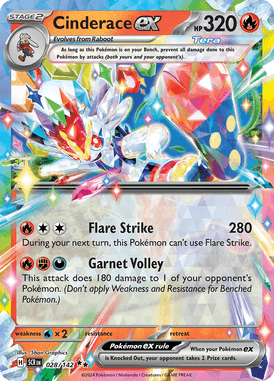 STAGE2 Cinderace ex HP 320
Evolves from Raboot Tera
As long as this Pokémon is on your Bench, prevent all damage done to this
Pokémon by attacks (both yours and your opponent's).
Flare Strike 280
During your next turn, this Pokémon can't use Flare Strike.
Garnet Volley
This attack does 180 damage to 1 of your opponent's
Pokémon. (Don't apply Weakness and Resistance for Benched
Pokémon.)
weakness ×2 resistance retreat
Illus. 5ban Graphics
H SCR EN 028/142 ★★
Pokémon ex rule
When your Pokémon ex
is Knocked Out, your opponent takes 2 Prize cards.
©2024 Pokémon / Nintendo / Creatures / GAME FREAK